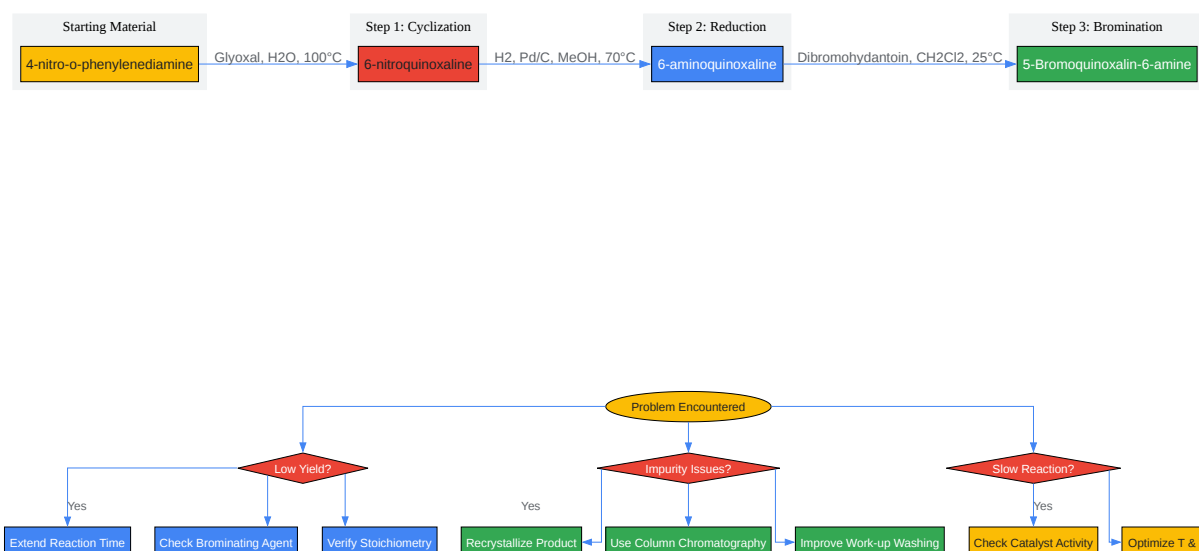 Starting Material
Step 1: Cyclization
Step 2: Reduction
Step 3: Bromination
4-nitro-o-phenylenediamine
Glyoxal, H2O, 100°C
6-nitroquinoxaline
H2, Pd/C, MeOH, 70°C
6-aminoquinoxaline
Dibromohydantoin, CH2Cl2, 25°C
5-Bromoquinoxalin-6-amine
Problem Encountered
Low Yield?
Impurity Issues?
Slow Reaction?
Yes
Yes
Yes
Extend Reaction Time
Check Brominating Agent
Verify Stoichiometry
Recrystallize Product
Use Column Chromatography
Improve Work-up Washing
Check Catalyst Activity
Optimize T &